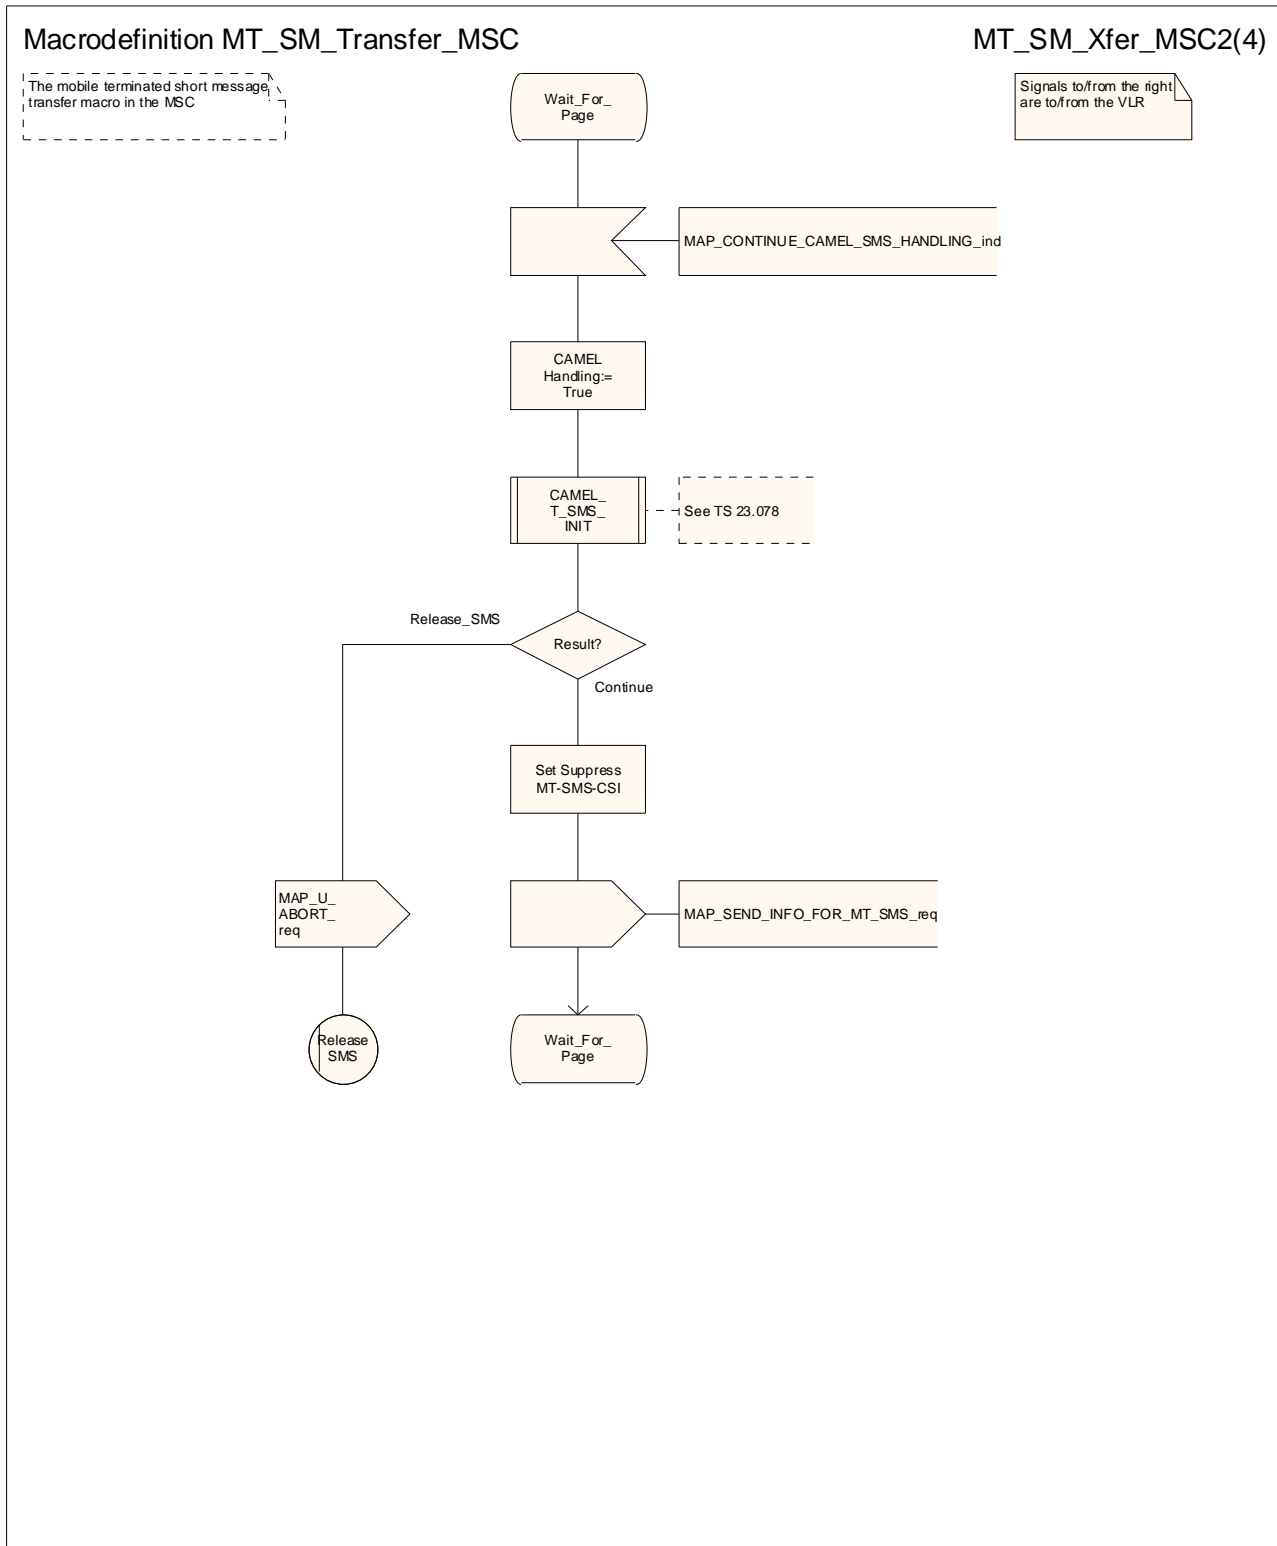 Macrodefinition MT_SM_Transfer_MSC
MT_SM_Xfer_MSC2(4)
The mobile terminated short message
transfer macro in the MSC
Wait_For_
Page
Signals to/from the right
are to/from the VLR
MAP_CONTINUE_CAMEL_SMS_HANDLING_ind
CAMEL
Handling:=
True
CAMEL_
T_SMS_
INIT
See TS 23.078
Release_SMS
Result?
Continue
Set Suppress
MT-SMS-CSI
MAP_U_
ABORT_
req
MAP_SEND_INFO_FOR_MT_SMS_req
Release
SMS
Wait_For_
Page